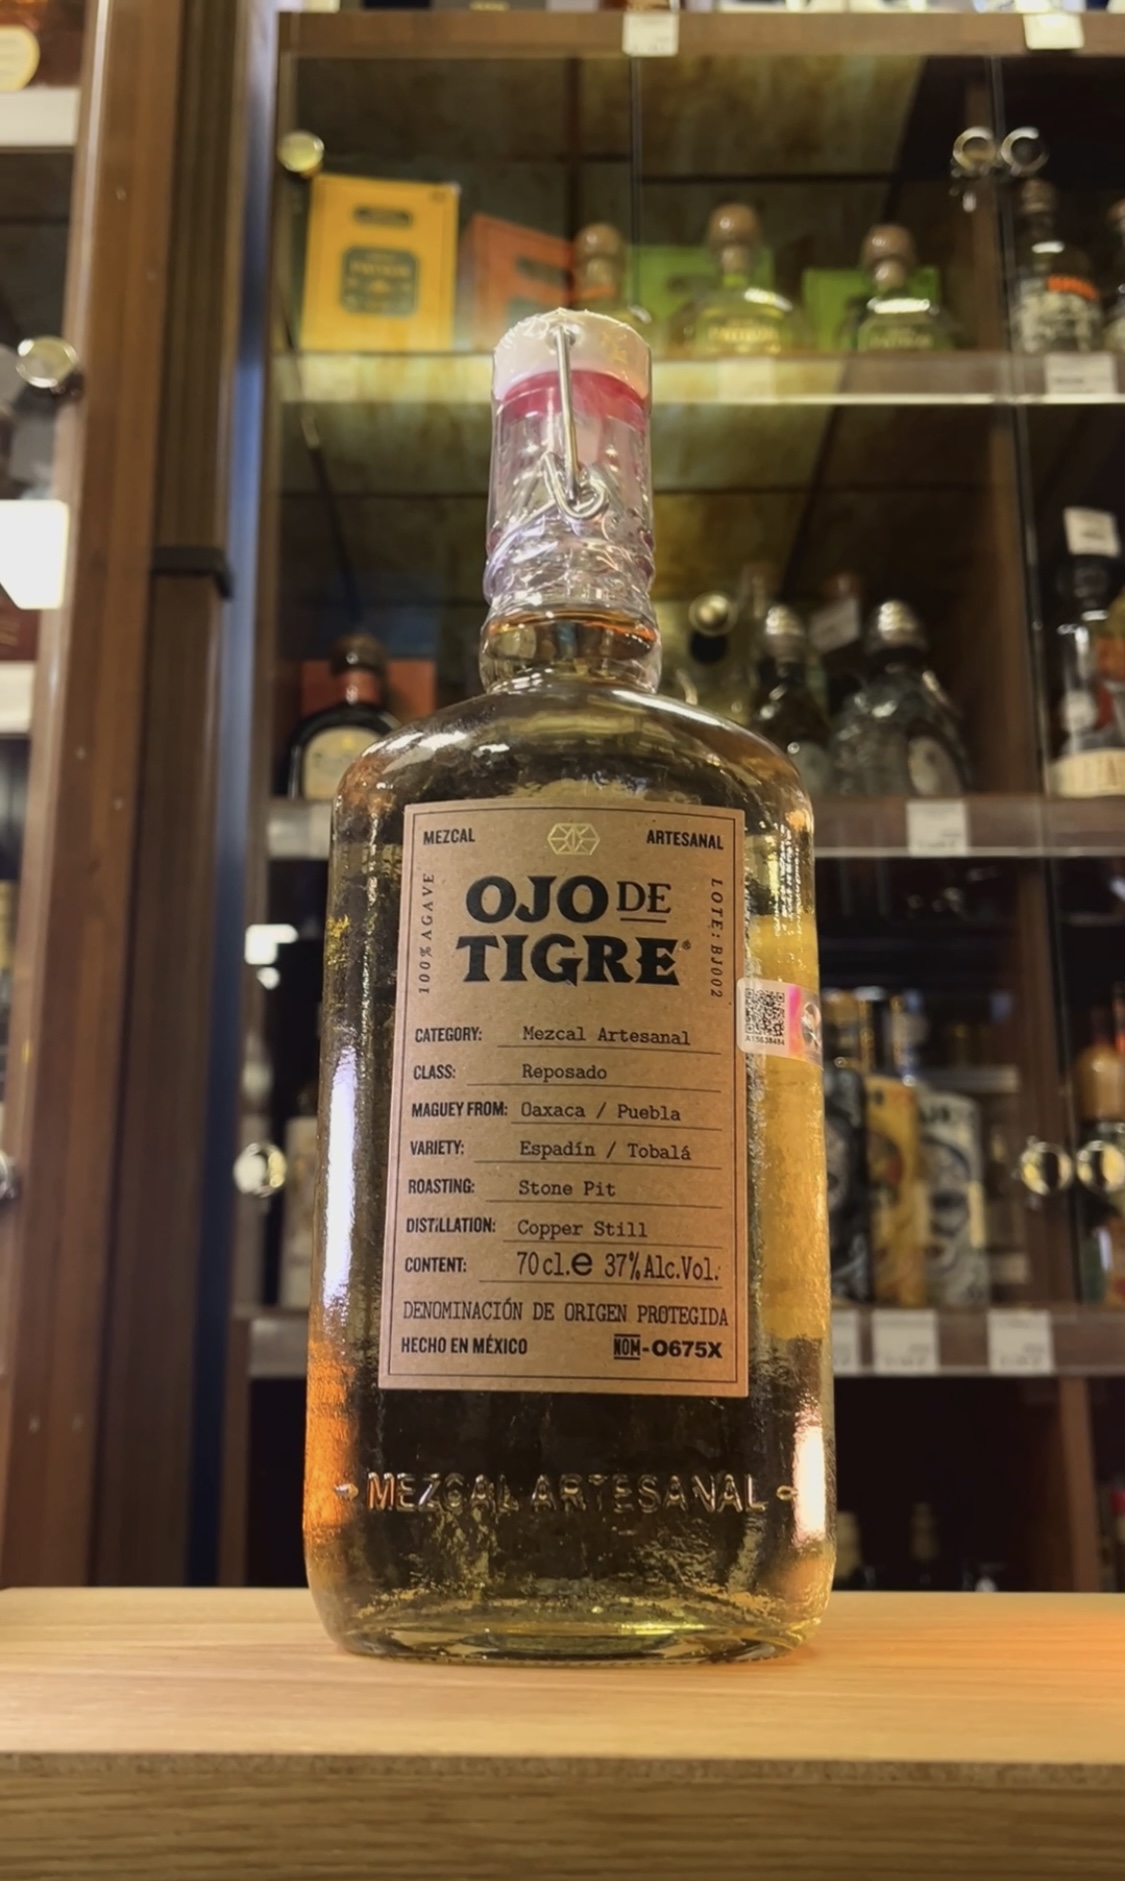 MEZCAL ARTESANAL
100% AGAVE
OJO DE
TIGRE®
LOTE: BJ002
CATEGORY: Mezcal Artesanal
CLASS: Reposado
MAGUEY FROM: Oaxaca / Puebla
VARIETY: Espadín / Tobalá
ROASTING: Stone Pit
DISTILLATION: Copper Still
CONTENT: 70 cl. e 37% Alc.Vol.
DENOMINACIÓN DE ORIGEN PROTEGIDA
HECHO EN MÉXICO NOM-O675X
MEZCAL ARTESANAL